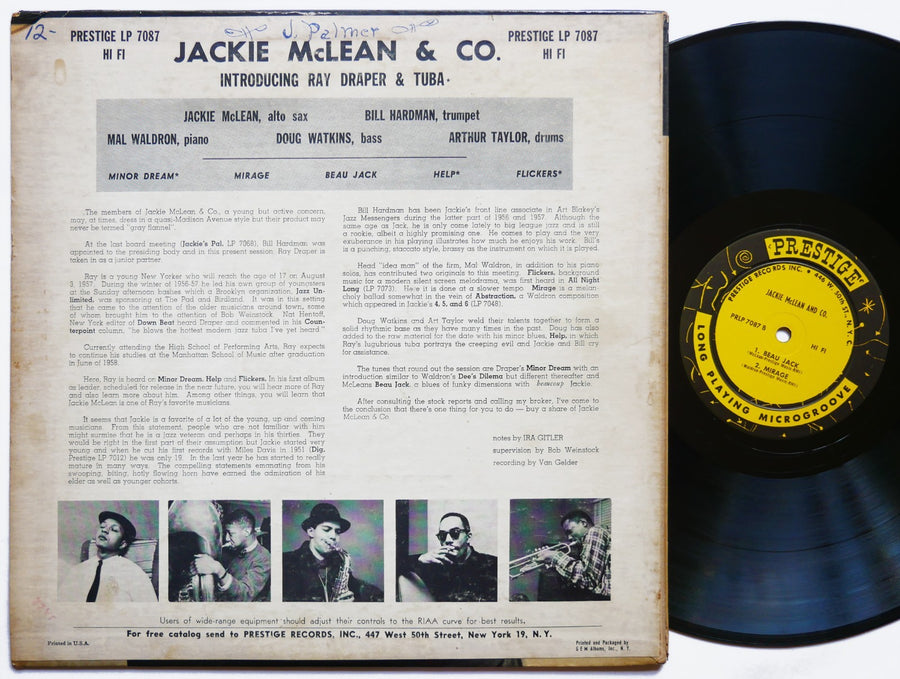 12-
J. Palmer
PRESTIGE LP 7087
HI FI
JACKIE McLEAN & CO.
PRESTIGE LP 7087
HI FI
INTRODUCING RAY DRAPER & TUBA*
JACKIE McLEAN, alto sax BILL HARDMAN, trumpet
MAL WALDRON, piano DOUG WATKINS, bass ARTHUR TAYLOR, drums
MINOR DREAM* MIRAGE BEAU JACK HELP* FLICKERS*
The members of Jackie McLean & Co., a young but active concern,
may, at times, dress in a quasi-Madison Avenue style but their product may
never be termed "gray flannel".
At the last board meeting (Jackie's Pal, LP 7068), Bill Hardman was
appointed to the presiding body and in this present session, Ray Draper is
taken in as a junior partner.
Ray is a young New Yorker who will reach the age of 17 on August
3, 1957. During the winter of 1956-57 he led his own group of youngsters
at the Sunday afternoon bashes which a Brooklyn organization, Jazz Un-
limited, was sponsoring at The Pad and Birdland. It was in this setting
that he came to the attention of the older musicians around town, some
of whom brought him to the attention of Bob Weinstock. Nat Hentoff,
New York editor of Down Beat heard Draper and commented in his Coun-
terpoint column, "he blows the hottest modern jazz tuba I've yet heard."
Currently attending the High School of Performing Arts, Ray expects
to continue his studies at the Manhattan School of Music after graduation
in June of 1958.
Here, Ray is heard on Minor Dream, Help and Flickers. In his first album
as leader, scheduled for release in the near future, you will hear more of Ray
and also learn more about him. Among other things, you will learn that
Jackie McLean is one of Ray's favorite musicians.
It seems that Jackie is a favorite of a lot of the young, up and coming
musicians. From this statement, people who are not familiar with him
might surmise that he is a jazz veteran and perhaps in his thirties. They
would be right in the first part of their assumption but Jackie started very
young and when he cut his first records with Miles Davis in 1951 (Dig,
Prestige LP 7012) he was only 19. In the last year he has started to really
mature in many ways. The compelling statements emanating from his
swooping, biting, hotly flowing horn have earned the admiration of his
elder as well as younger cohorts.
Bill Hardman has been Jackie's front line associate in Art Blakey's
Jazz Messengers during the latter part of 1956 and 1957. Although the
same age as Jack, he is only come lately to big league jazz and is still
a rookie, albeit a highly promising one. He comes to play and the very
exuberance in his playing illustrates how much he enjoys his work. Bill's
is a punching, staccato style, brassy as the instrument on which it is played.
Head "idea man" of the firm, Mal Waldron, in addition to his piano
solos, has contributed two originals to this meeting. Flickers, background
music for a modern silent screen melodrama, was first heard in All Night
Long (LP 7073). Here it is done at a slower tempo. Mirage is a melan-
choly ballad somewhat in the vein of Abstraction, a Waldron composition
which appeared in Jackie's 4, 5 and 6 (LP 7048).
Doug Watkins and Art Taylor weld their talents together to form a
solid rhythmic base as they have many times in the past. Doug has also
added to the raw material for the date with his minor blues, Help, in which
Ray's lugubrious tuba portrays the creeping evil and Jackie and Bill cry
for assistance.
The tunes that round out the session are Draper's Minor Dream with an
introduction similar to Waldron's Dee's Dilema but different thereafter and
McLeans Beau Jack, a blues of funky dimensions with beaucoup Jackie.
After consulting the stock reports and calling my broker, I've come to
the conclusion that there's one thing for you to do — buy a share of Jackie
McLean & Co.
notes by IRA GITLER
supervision by Bob Weinstock
recording by Van Gelder
Users of wide-range equipment should adjust their controls to the RIAA curve for best results.
For free catalog send to PRESTIGE RECORDS, INC., 447 West 50th Street, New York 19, N. Y.
Printed in U.S.A.
Printed and Packaged by
G E M Albums, Inc., N. Y.
PRESTIGE
PRESTIGE RECORDS INC. • 446 W. 50th ST., N. Y. C.
JACKIE McLEAN AND CO.
PRLP 7087 B
HI FI
1. BEAU JACK
2. MIRAGE
LONG PLAYING MICROGROOVE